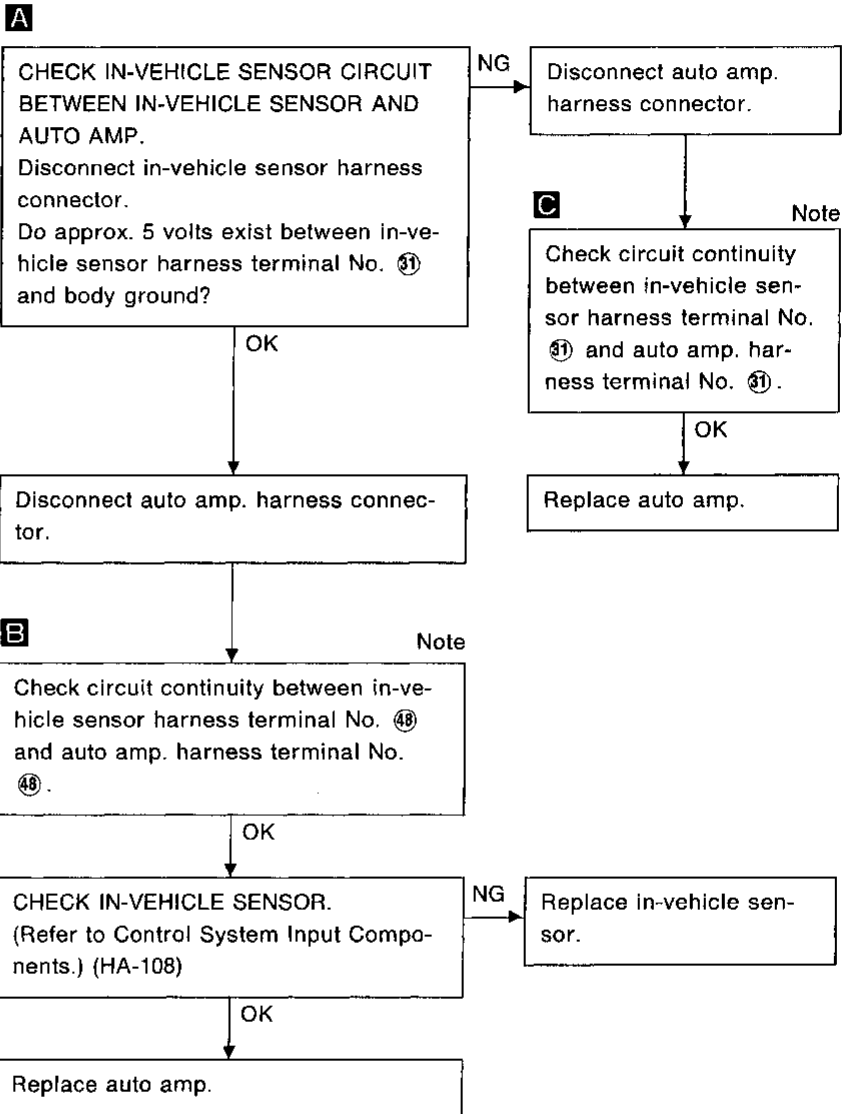 A
CHECK IN-VEHICLE SENSOR CIRCUIT
BETWEEN IN-VEHICLE SENSOR AND
AUTO AMP.
Disconnect in-vehicle sensor harness
connector.
Do approx. 5 volts exist between in-ve-
hicle sensor harness terminal No. ㉛
and body ground?
NG
Disconnect auto amp.
harness connector.
C
Note
Check circuit continuity
between in-vehicle sen-
sor harness terminal No.
㉛ and auto amp. har-
ness terminal No. ㉛.
OK
Replace auto amp.
OK
Disconnect auto amp. harness connec-
tor.
B
Note
Check circuit continuity between in-ve-
hicle sensor harness terminal No. ㊽
and auto amp. harness terminal No.
㊽.
OK
CHECK IN-VEHICLE SENSOR.
(Refer to Control System Input Compo-
nents.) (HA-108)
NG
Replace in-vehicle sen-
sor.
OK
Replace auto amp.